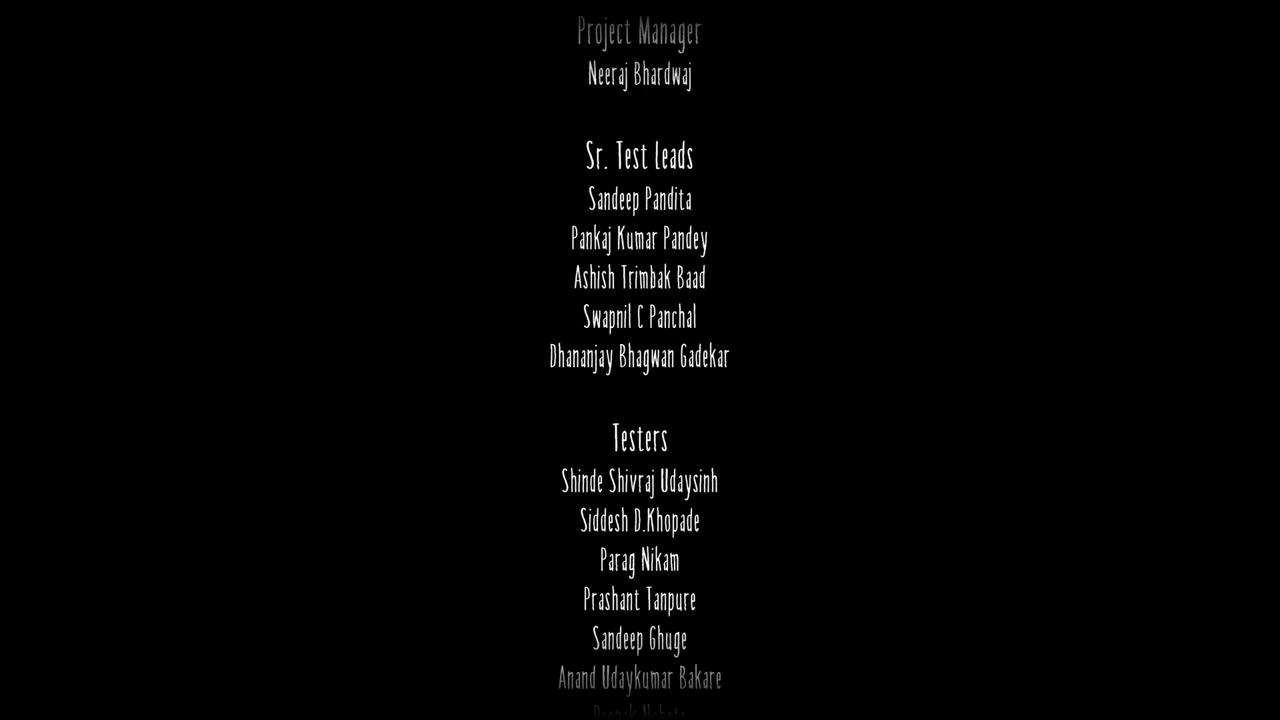 Project Manager
Neeraj Bhardwaj
Sr. Test Leads
Sandeep Pandita
Pankaj Kumar Pandey
Ashish Trimbak Baad
Swapnil C Panchal
Dhananjay Bhagwan Gadekar
Testers
Shinde Shivraj Udaysinh
Siddesh D.Khopade
Parag Nikam
Prashant Tanpure
Sandeep Ghuge
Anand Udaykumar Bakare